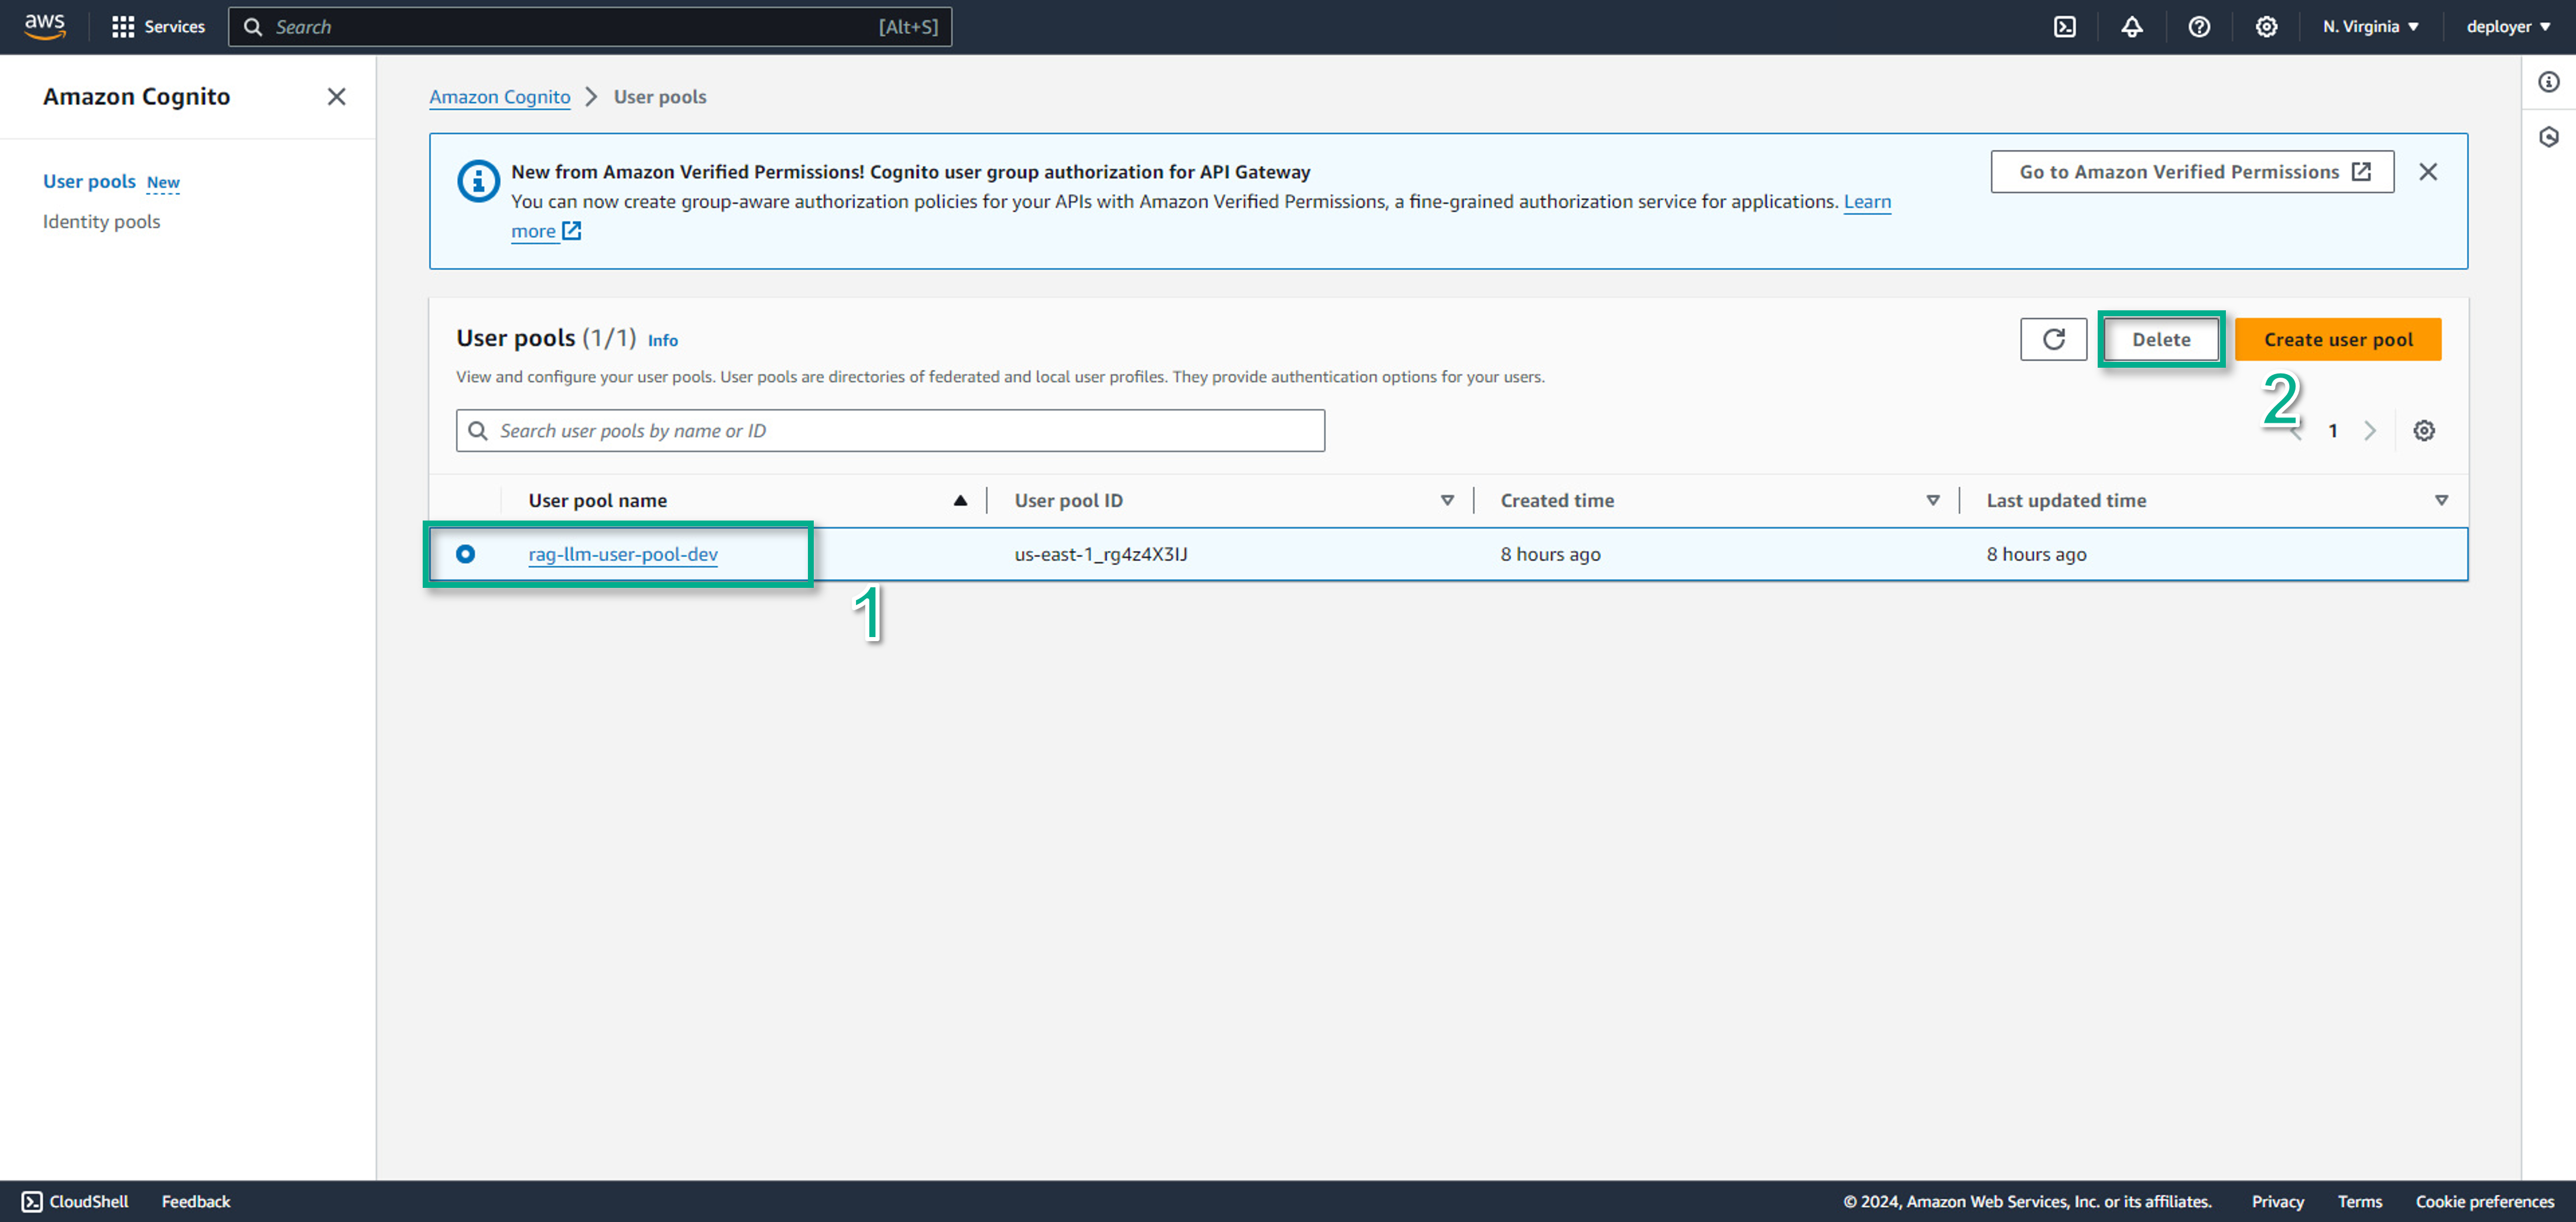 aws Services Search [Alt+S] N. Virginia deployer
Amazon Cognito
User pools New
Identity pools
Amazon Cognito User pools
New from Amazon Verified Permissions! Cognito user group authorization for API Gateway
You can now create group-aware authorization policies for your APIs with Amazon Verified Permissions, a fine-grained authorization service for applications. Learn
more
Go to Amazon Verified Permissions
User pools (1/1) Info
Delete
Create user pool
View and configure your user pools. User pools are directories of federated and local user profiles. They provide authentication options for your users.
2
Search user pools by name or ID
1
User pool name User pool ID Created time Last updated time
rag-llm-user-pool-dev us-east-1_rg4z4X3IJ 8 hours ago 8 hours ago
1
CloudShell Feedback © 2024, Amazon Web Services, Inc. or its affiliates. Privacy Terms Cookie preferences